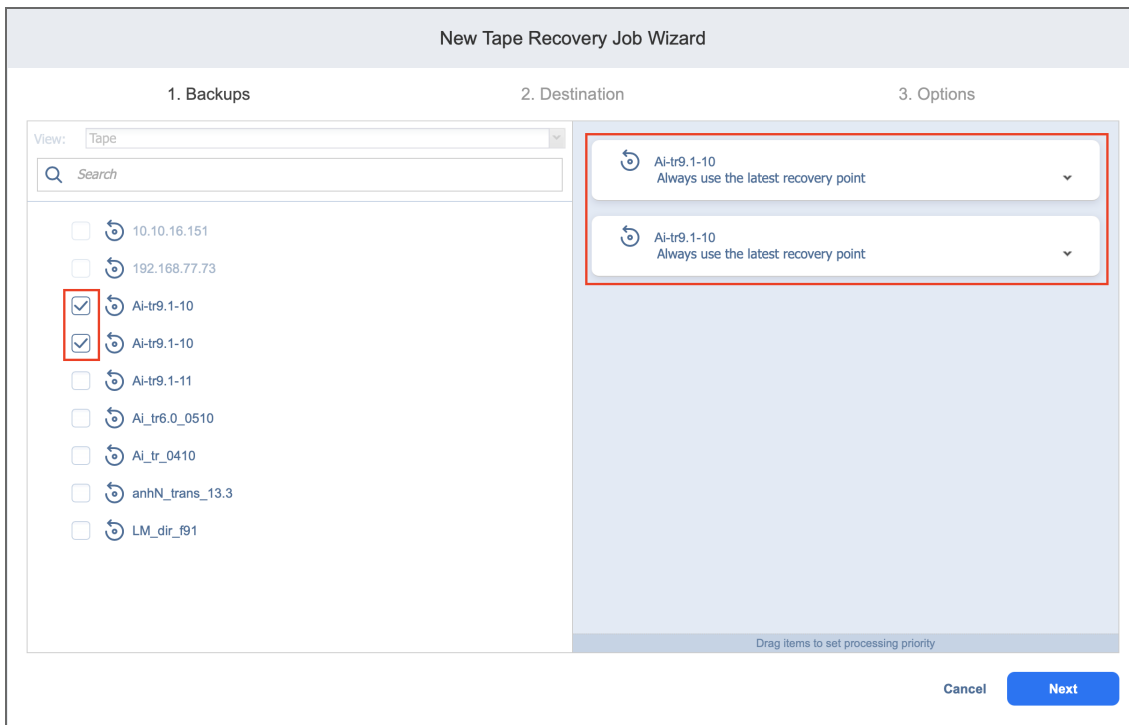 New Tape Recovery Job Wizard
1. Backups
2. Destination
3. Options
View:
Tape
Search
10.10.16.151
192.168.77.73
Ai-tr9.1-10
Ai-tr9.1-10
Ai-tr9.1-11
Ai_tr6.0_0510
Ai_tr_0410
anhN_trans_13.3
LM_dir_f91
Ai-tr9.1-10
Always use the latest recovery point
Ai-tr9.1-10
Always use the latest recovery point
Drag items to set processing priority
Cancel
Next